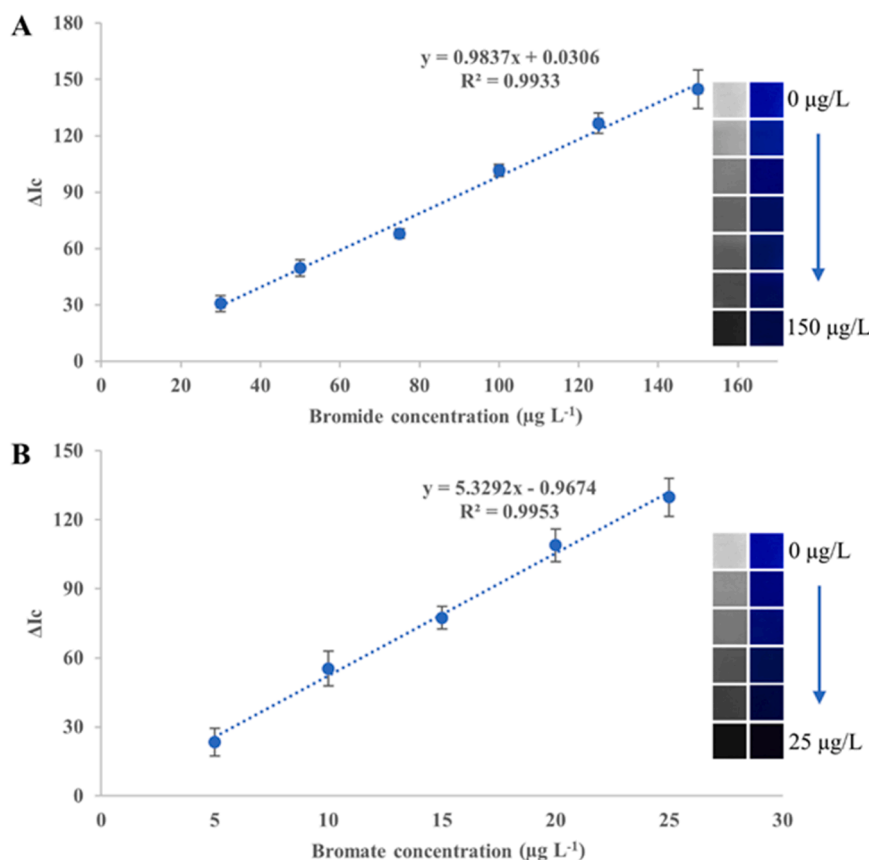 A
180
150
120
90
60
30
0
ΔIc
y = 0.9837x + 0.0306
R² = 0.9933
0 µg/L
150 µg/L
0 20 40 60 80 100 120 140 160
Bromide concentration (µg L⁻¹)
B
150
120
90
60
30
0
ΔIc
y = 5.3292x - 0.9674
R² = 0.9953
0 µg/L
25 µg/L
0 5 10 15 20 25 30
Bromate concentration (µg L⁻¹)